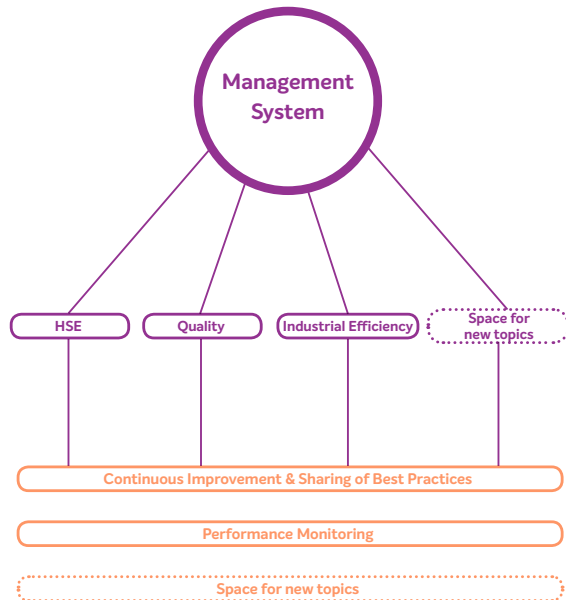 Management
System
HSE
Quality
Industrial Efficiency
Space for
new topics
Continuous Improvement & Sharing of Best Practices
Performance Monitoring
Space for new topics